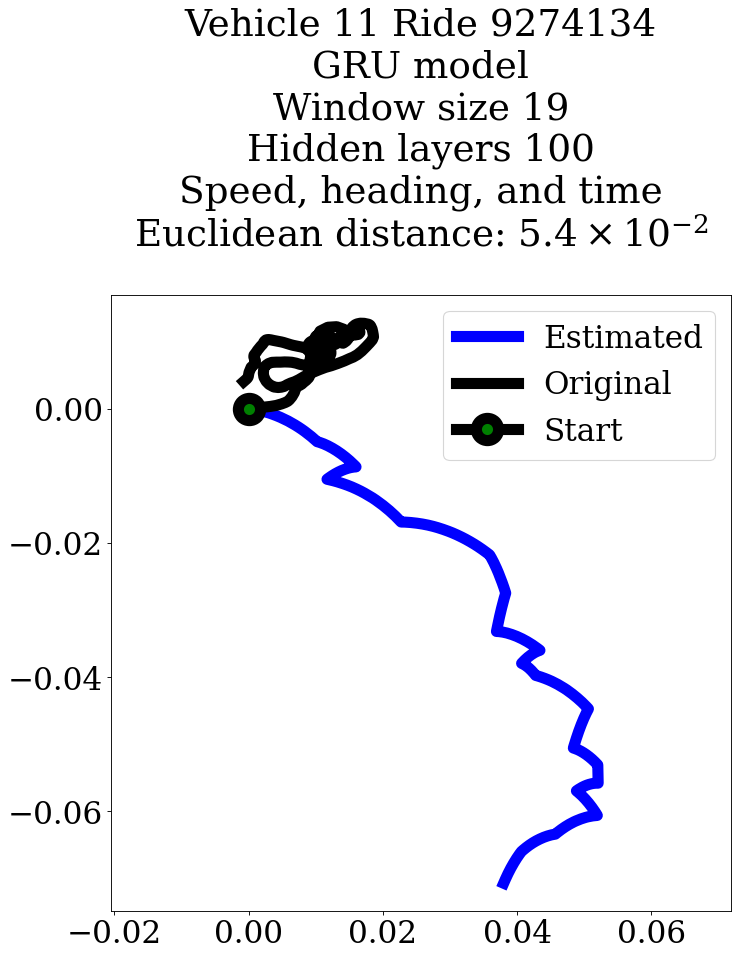 Vehicle 11 Ride 9274134
GRU model
Window size 19
Hidden layers 100
Speed, heading, and time
Euclidean distance: 5.4 × 10⁻²
Estimated
Original
Start
0.00
−0.02
−0.04
−0.06
−0.02 0.00 0.02 0.04 0.06